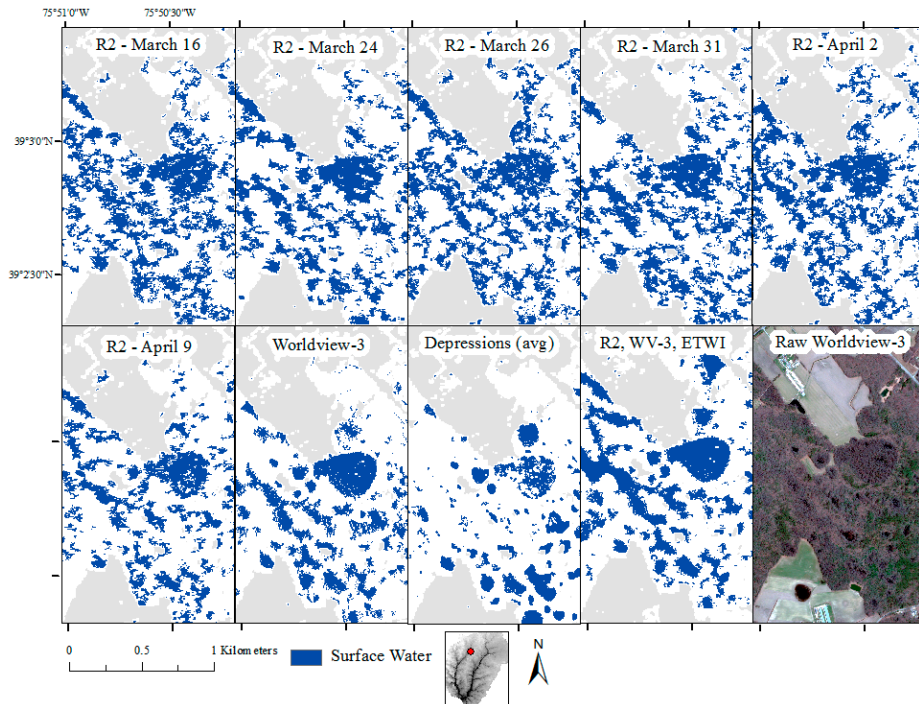 75°51'0"W 75°50'30"W
R2 - March 16
R2 - March 24
R2 - March 26
R2 - March 31
R2 - April 2
39°3'0"N
39°23'0"N
R2 - April 9
Worldview-3
Depressions (avg)
R2, WV-3, ETWI
Raw Worldview-3
0 0.5 1 Kilometers
Surface Water
N